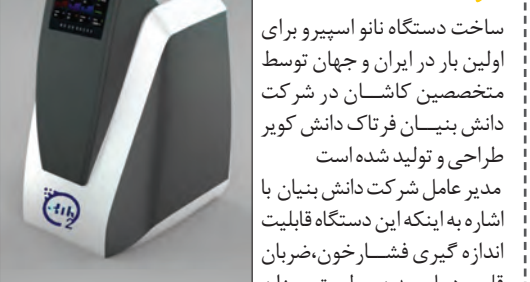 ساخت دستگاه نانو اسپیرو برای
اولین بار در ایران و جهان توسط
متخصصین کاشـــان در شرکت
دانش بنیـــان فرتاک دانش کویر
طراحی و تولید شده است
مدیر عامل شرکت دانش بنیان با
اشاره به اینکه این دستگاه قابلیت
اندازه گیری فشـــار خون،ضربان